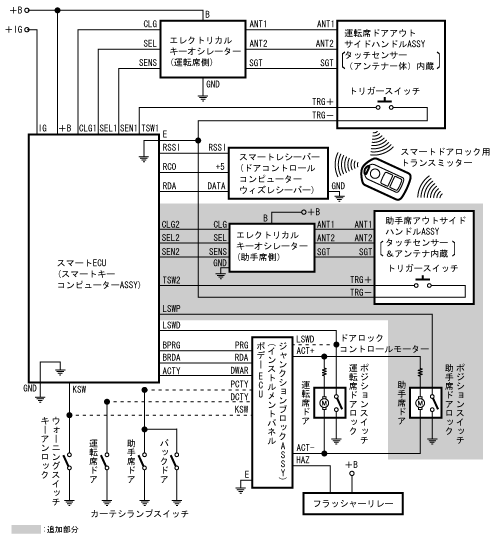 +B
+IG
B
CLG
SEL
SENS
エレクトリカル
キーオシレーター
(運転席側)
GND
ANT1
ANT2
SGT
ANT1
ANT2
SGT
運転席ドアアウト
サイドハンドルASSY
タッチセンサー
(アンテナ一体)内蔵
トリガースイッチ
TRG+
TRG−
IG
+B
CLG1
SEL1
SEN1
TSW1
E
RSSI
RCO
RDA
RSSI
+5
DATA
スマートレシーバー
(ドアコントロール
コンピューター
ウィズレシーバー)
GND
スマートドアロック用
トランスミッター
スマートECU
(スマートキー
コンピューターASSY)
B
+B
CLG2
SEL2
SEN2
CLG
SEL
SENS
GND
エレクトリカル
キーオシレーター
(助手席側)
ANT1
ANT2
SGT
ANT1
ANT2
SGT
助手席アウトサイド
ハンドルASSY
タッチセンサー
&アンテナ内蔵
トリガースイッチ
TSW2
TRG+
TRG−
LSWP
LSWD
BPRG
BRDA
ACTY
PRG
RDA
DWAR
PCTY
DCTY
KSW
E
ボデーECU
(インストルメントパネル
ジャンクションブロックASSY)
LSWD
ACT+
ドアロック
コントロールモーター
M
運転席ドア
運転席ドアロック
ポジションスイッチ
M
助手席ドア
助手席ドアロック
ポジションスイッチ
ACT-
HAZ
+B
フラッシャーリレー
GND
KSW
キーアンロック
ウォーニングスイッチ
運転席ドア
助手席ドア
バックドア
カーテシランプスイッチ
:追加部分